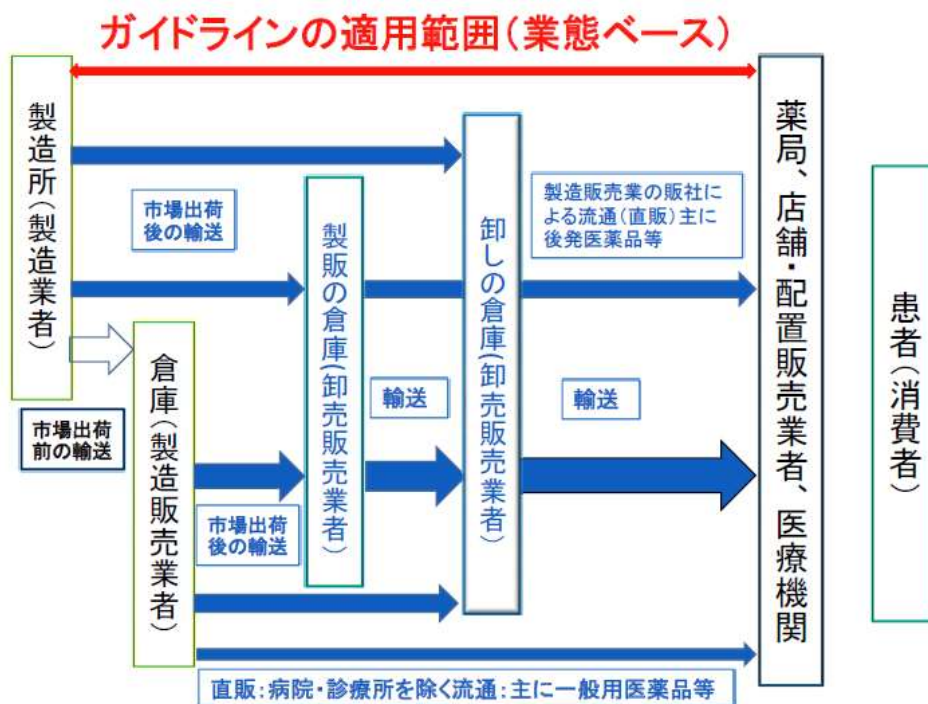 ガイドラインの適用範囲(業態ベース)
製造所(製造業者)
市場出荷
後の輸送
市場出荷
前の輸送
倉庫(製造販売業者)
市場出荷
後の輸送
製販の倉庫(卸売販売業者)
輸送
卸しの倉庫(卸売販売業者)
製造販売業の販社に
よる流通(直販)主に
後発医薬品等
輸送
薬局、店舗・配置販売業者、医療機関
患者(消費者)
直販:病院・診療所を除く流通:主に一般用医薬品等